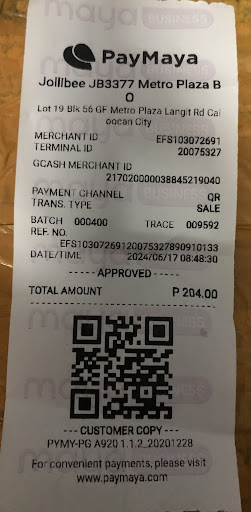 PayMaya
Jollibee JB3377 Metro Plaza B
O
Lot 19 Blk 56 GF Metro Plaza Langit Rd Cal
oocan City
MERCHANT ID EFS103072691
TERMINAL ID 20075327
GCASH MERCHANT ID
217020000038845219040
PAYMENT CHANNEL QR
TRANS. TYPE SALE
BATCH 000400 TRACE 009592
REF. NO.
EFS10307269120075327890910133
DATE/TIME 2024/06/17 08:48:30
----- APPROVED -----
TOTAL AMOUNT P 204.00
---- CUSTOMER COPY ----
PYMY-PG A920 1.1.2_20201228
For convenient payments, please visit
www.paymaya.com